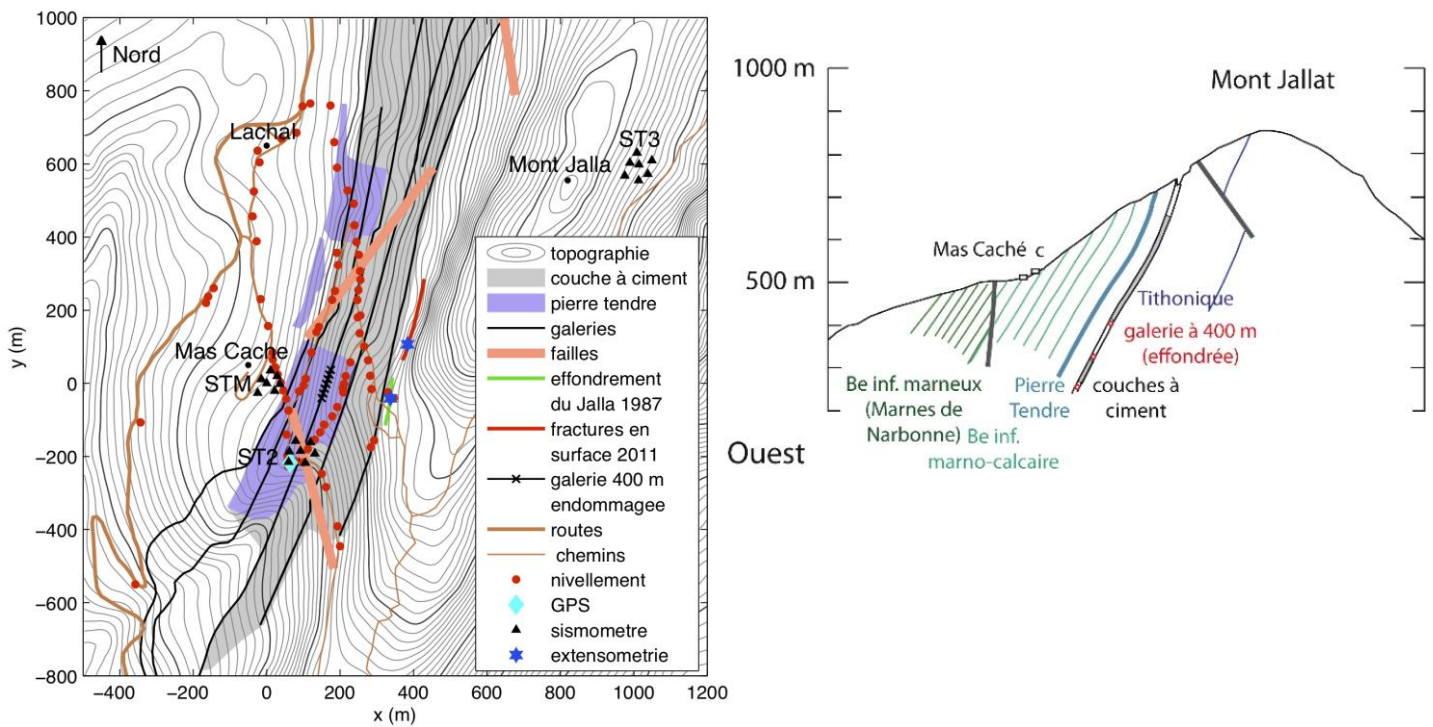 1000
800
600
400
200
0
−200
−400
−600
−800
y (m)
Nord
Lachal
Mont Jalla
ST3
Mas Cache
STM
ST2
topographie
couche à ciment
pierre tendre
galeries
failles
effondrement
du Jalla 1987
fractures en
surface 2011
galerie 400 m
endommagee
routes
chemins
nivellement
GPS
sismometre
extensometrie
−400
−200
0
200
400
600
800
1000
1200
x (m)
1000 m
500 m
Mont Jallat
Mas Caché
c
Tithonique
galerie à 400 m
(effondrée)
Be inf. marneux
(Marnes de
Narbonne)
Be inf.
marno-calcaire
Pierre
Tendre
couches à
ciment
Ouest